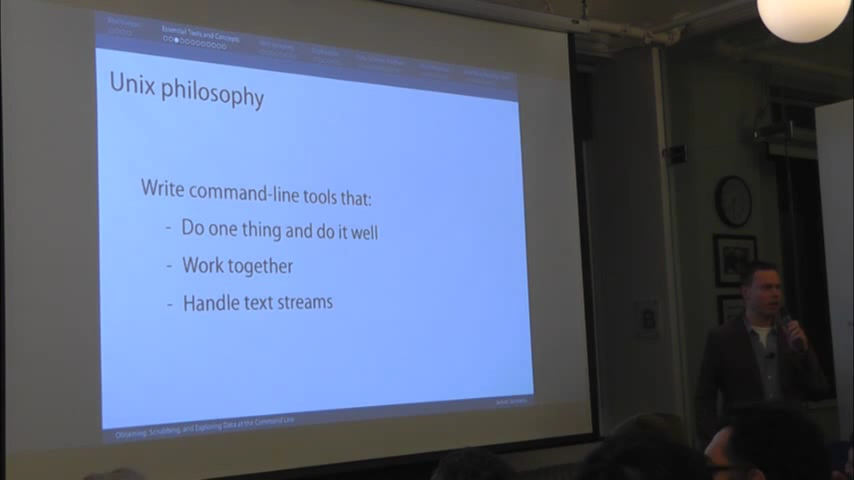 Essential Tools and Concepts
Unix philosophy
Write command-line tools that:
- Do one thing and do it well
- Work together
- Handle text streams
Obtaining, Scrubbing, and Exploring Data at the Command Line